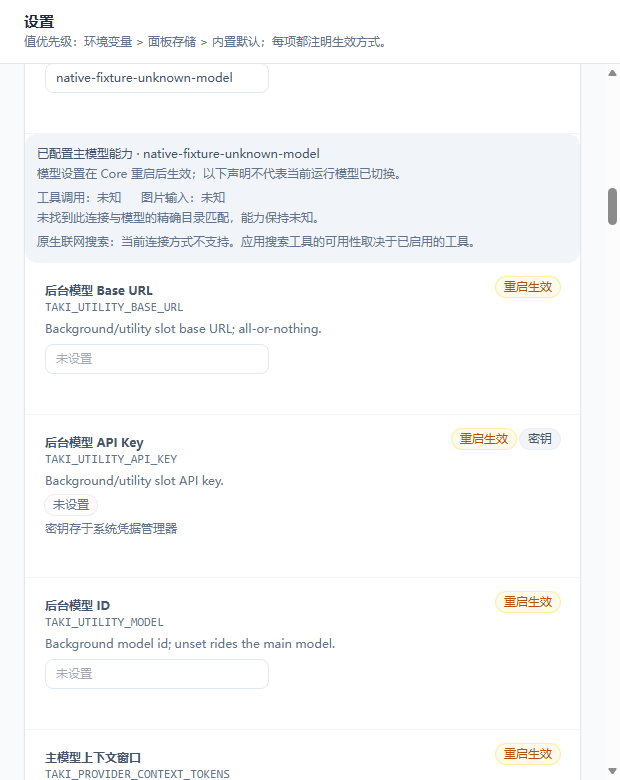 设置
值优先级：环境变量 > 面板存储 > 内置默认；每项都注明生效方式。
native-fixture-unknown-model
已配置主模型能力 · native-fixture-unknown-model
模型设置在 Core 重启后生效；以下声明不代表当前运行模型已切换。
工具调用：未知 图片输入：未知
未找到此连接与模型的精确目录匹配，能力保持未知。
原生联网搜索：当前连接方式不支持。应用搜索工具的可用性取决于已启用的工具。
后台模型 Base URL 重启生效
TAKI_UTILITY_BASE_URL
Background/utility slot base URL; all-or-nothing.
未设置
后台模型 API Key 重启生效 密钥
TAKI_UTILITY_API_KEY
Background/utility slot API key.
未设置
密钥存于系统凭据管理器
后台模型 ID 重启生效
TAKI_UTILITY_MODEL
Background model id; unset rides the main model.
未设置
主模型上下文窗口 重启生效
TAKI_PROVIDER_CONTEXT_TOKENS